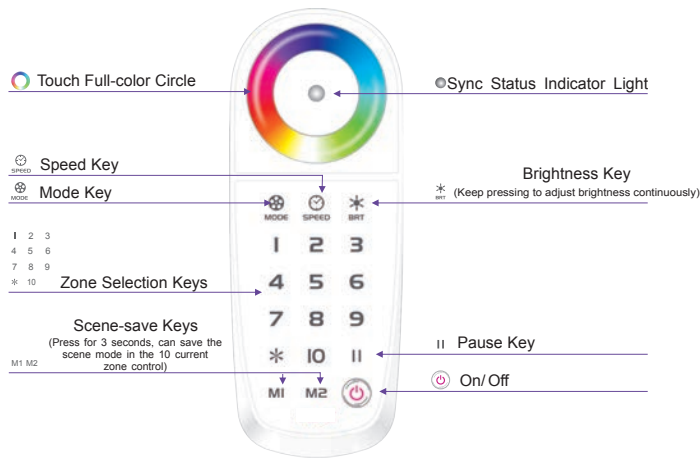 Touch Full-color Circle
Sync Status Indicator Light
SPEED Speed Key
MODE Mode Key
Brightness Key
BRT (Keep pressing to adjust brightness continuously)
MODE SPEED BRT
1 2 3
4 5 6
7 8 9
* 10
Zone Selection Keys
1 2 3
4 5 6
7 8 9
* 10 II
M1 M2
Scene-save Keys
(Press for 3 seconds, can save the
scene mode in the 10 current
zone control)
M1 M2
II Pause Key
On/Off